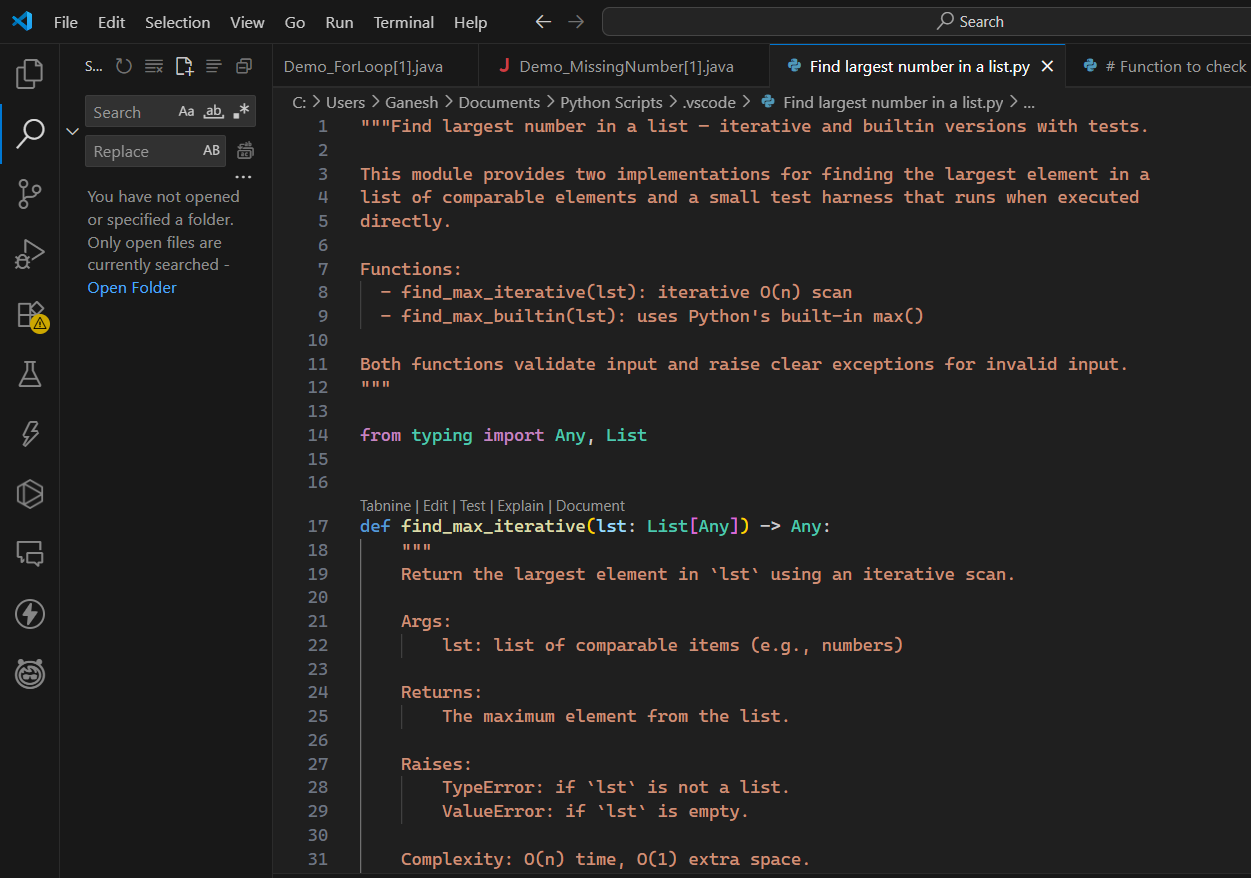 File Edit Selection View Go Run Terminal Help Search
S...
Demo_ForLoop[1].java J Demo_MissingNumber[1].java Find largest number in a list.py # Function to check
C: > Users > Ganesh > Documents > Python Scripts > .vscode > Find largest number in a list.py > ...
Search Aa ab
Replace AB
...
You have not opened
or specified a folder.
Only open files are
currently searched -
Open Folder
1 """Find largest number in a list — iterative and builtin versions with tests.
2
3 This module provides two implementations for finding the largest element in a
4 list of comparable elements and a small test harness that runs when executed
5 directly.
6
7 Functions:
8   - find_max_iterative(lst): iterative O(n) scan
9   - find_max_builtin(lst): uses Python's built-in max()
10
11 Both functions validate input and raise clear exceptions for invalid input.
12 """
13
14 from typing import Any, List
15
16
Tabnine | Edit | Test | Explain | Document
17 def find_max_iterative(lst: List[Any]) -> Any:
18     """
19     Return the largest element in `lst` using an iterative scan.
20
21     Args:
22         lst: list of comparable items (e.g., numbers)
23
24     Returns:
25         The maximum element from the list.
26
27     Raises:
28         TypeError: if `lst` is not a list.
29         ValueError: if `lst` is empty.
30
31     Complexity: O(n) time, O(1) extra space.